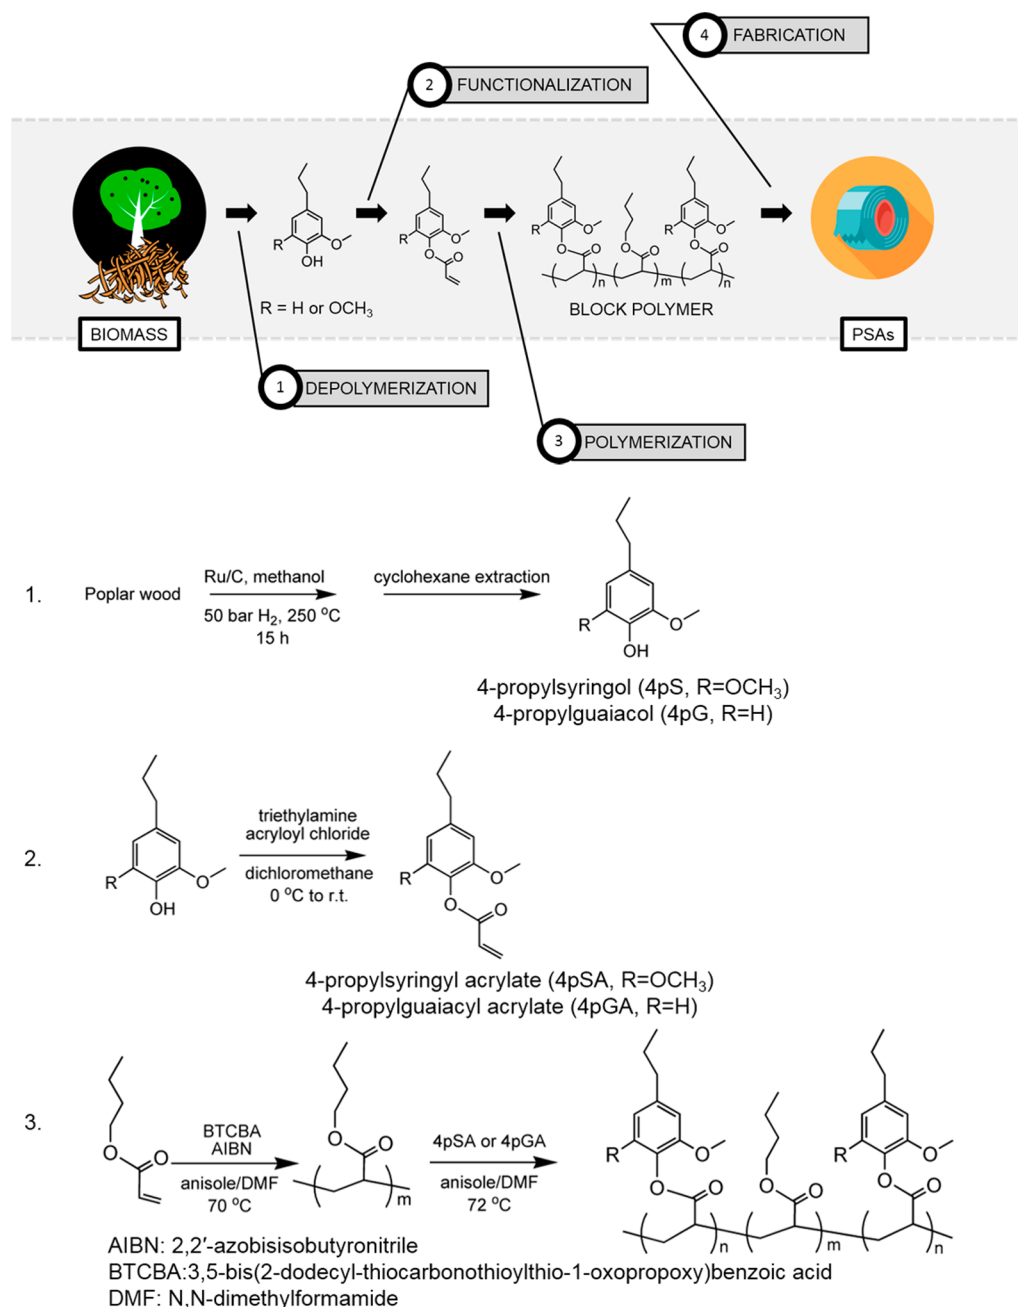 4 FABRICATION
2 FUNCTIONALIZATION
R
O
OH
R
O
O
O
R
O
O
O
O
O
R
O
O
O
n
m
n
R = H or OCH₃
BLOCK POLYMER
BIOMASS
PSAs
1 DEPOLYMERIZATION
3 POLYMERIZATION
1.
Poplar wood
Ru/C, methanol
50 bar H₂, 250 °C
15 h
cyclohexane extraction
R
O
OH
4-propylsyringol (4pS, R=OCH₃)
4-propylguaiacol (4pG, R=H)
2.
R
O
OH
triethylamine
acryloyl chloride
dichloromethane
0 °C to r.t.
R
O
O
O
4-propylsyringyl acrylate (4pSA, R=OCH₃)
4-propylguaiacyl acrylate (4pGA, R=H)
3.
O
O
BTCBA
AIBN
anisole/DMF
70 °C
O
O
m
4pSA or 4pGA
anisole/DMF
72 °C
R
O
O
O
n
O
O
m
R
O
O
O
n
AIBN: 2,2′-azobisisobutyronitrile
BTCBA:3,5-bis(2-dodecyl-thiocarbonothioylthio-1-oxopropoxy)benzoic acid
DMF: N,N-dimethylformamide